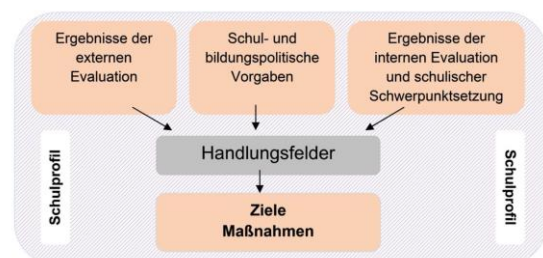 Ergebnisse der
externen
Evaluation
Schul- und
bildungspolitische
Vorgaben
Ergebnisse der
internen Evaluation
und schulischer
Schwerpunktsetzung
Schulprofil
Handlungsfelder
Schulprofil
Ziele
Maßnahmen